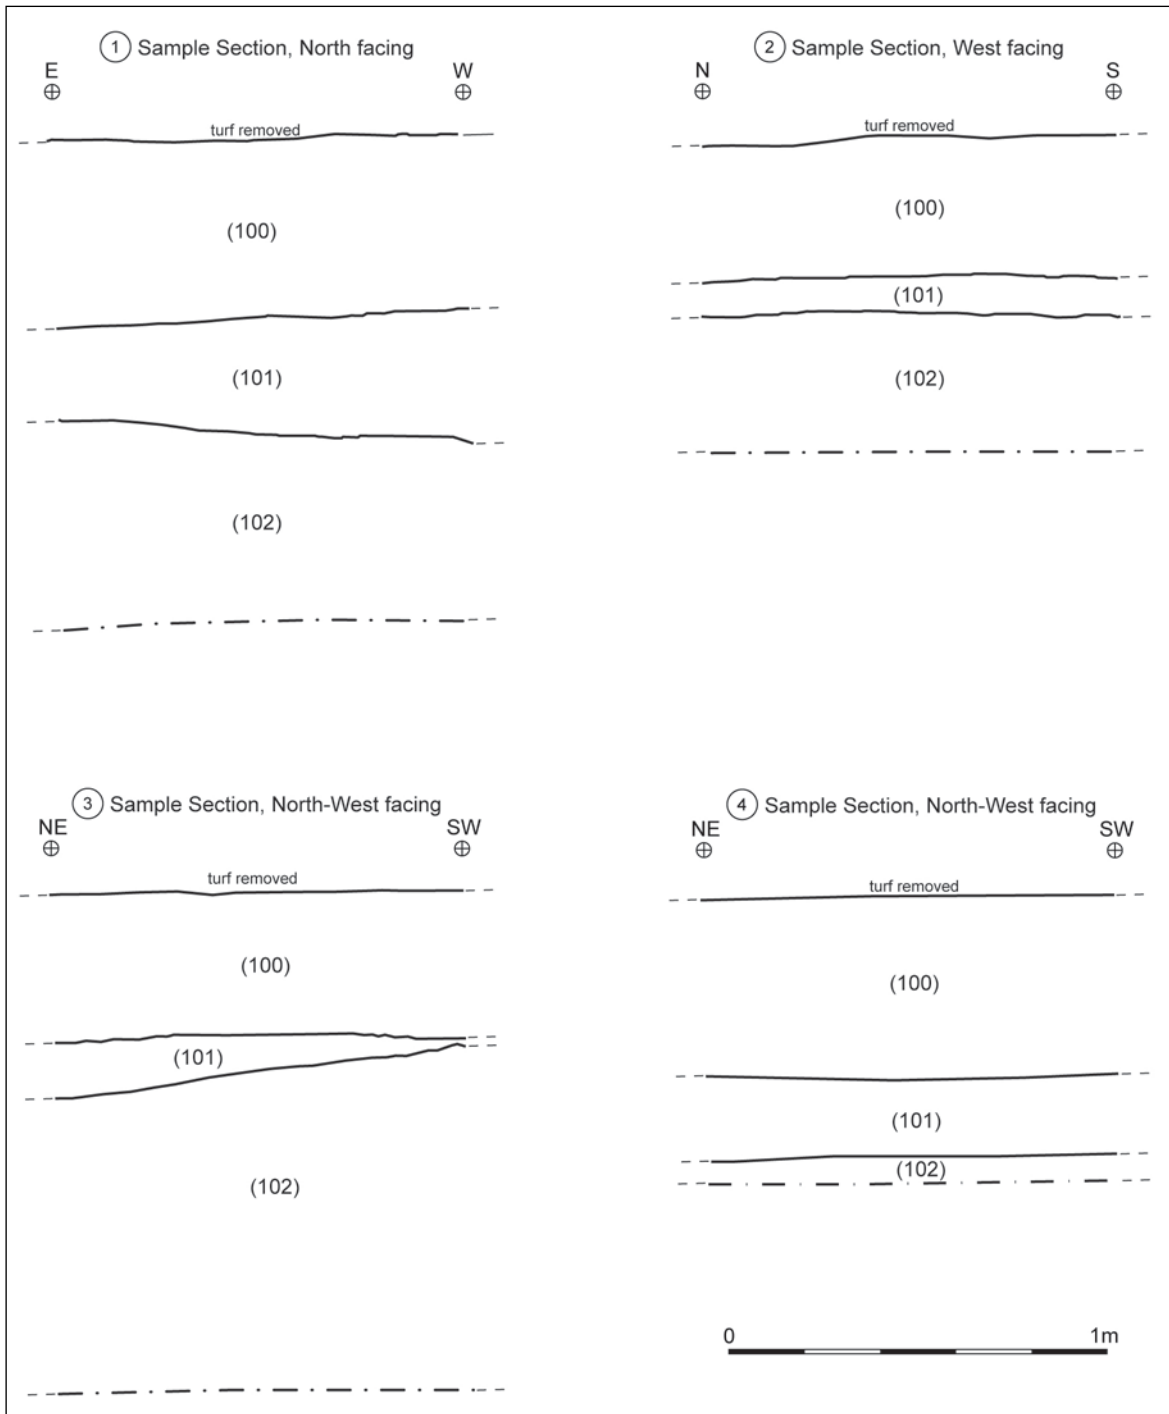 1 Sample Section, North facing
E W
turf removed
(100)
(101)
(102)
2 Sample Section, West facing
N S
turf removed
(100)
(101)
(102)
3 Sample Section, North-West facing
NE SW
turf removed
(100)
(101)
(102)
4 Sample Section, North-West facing
NE SW
turf removed
(100)
(101)
(102)
0 1m